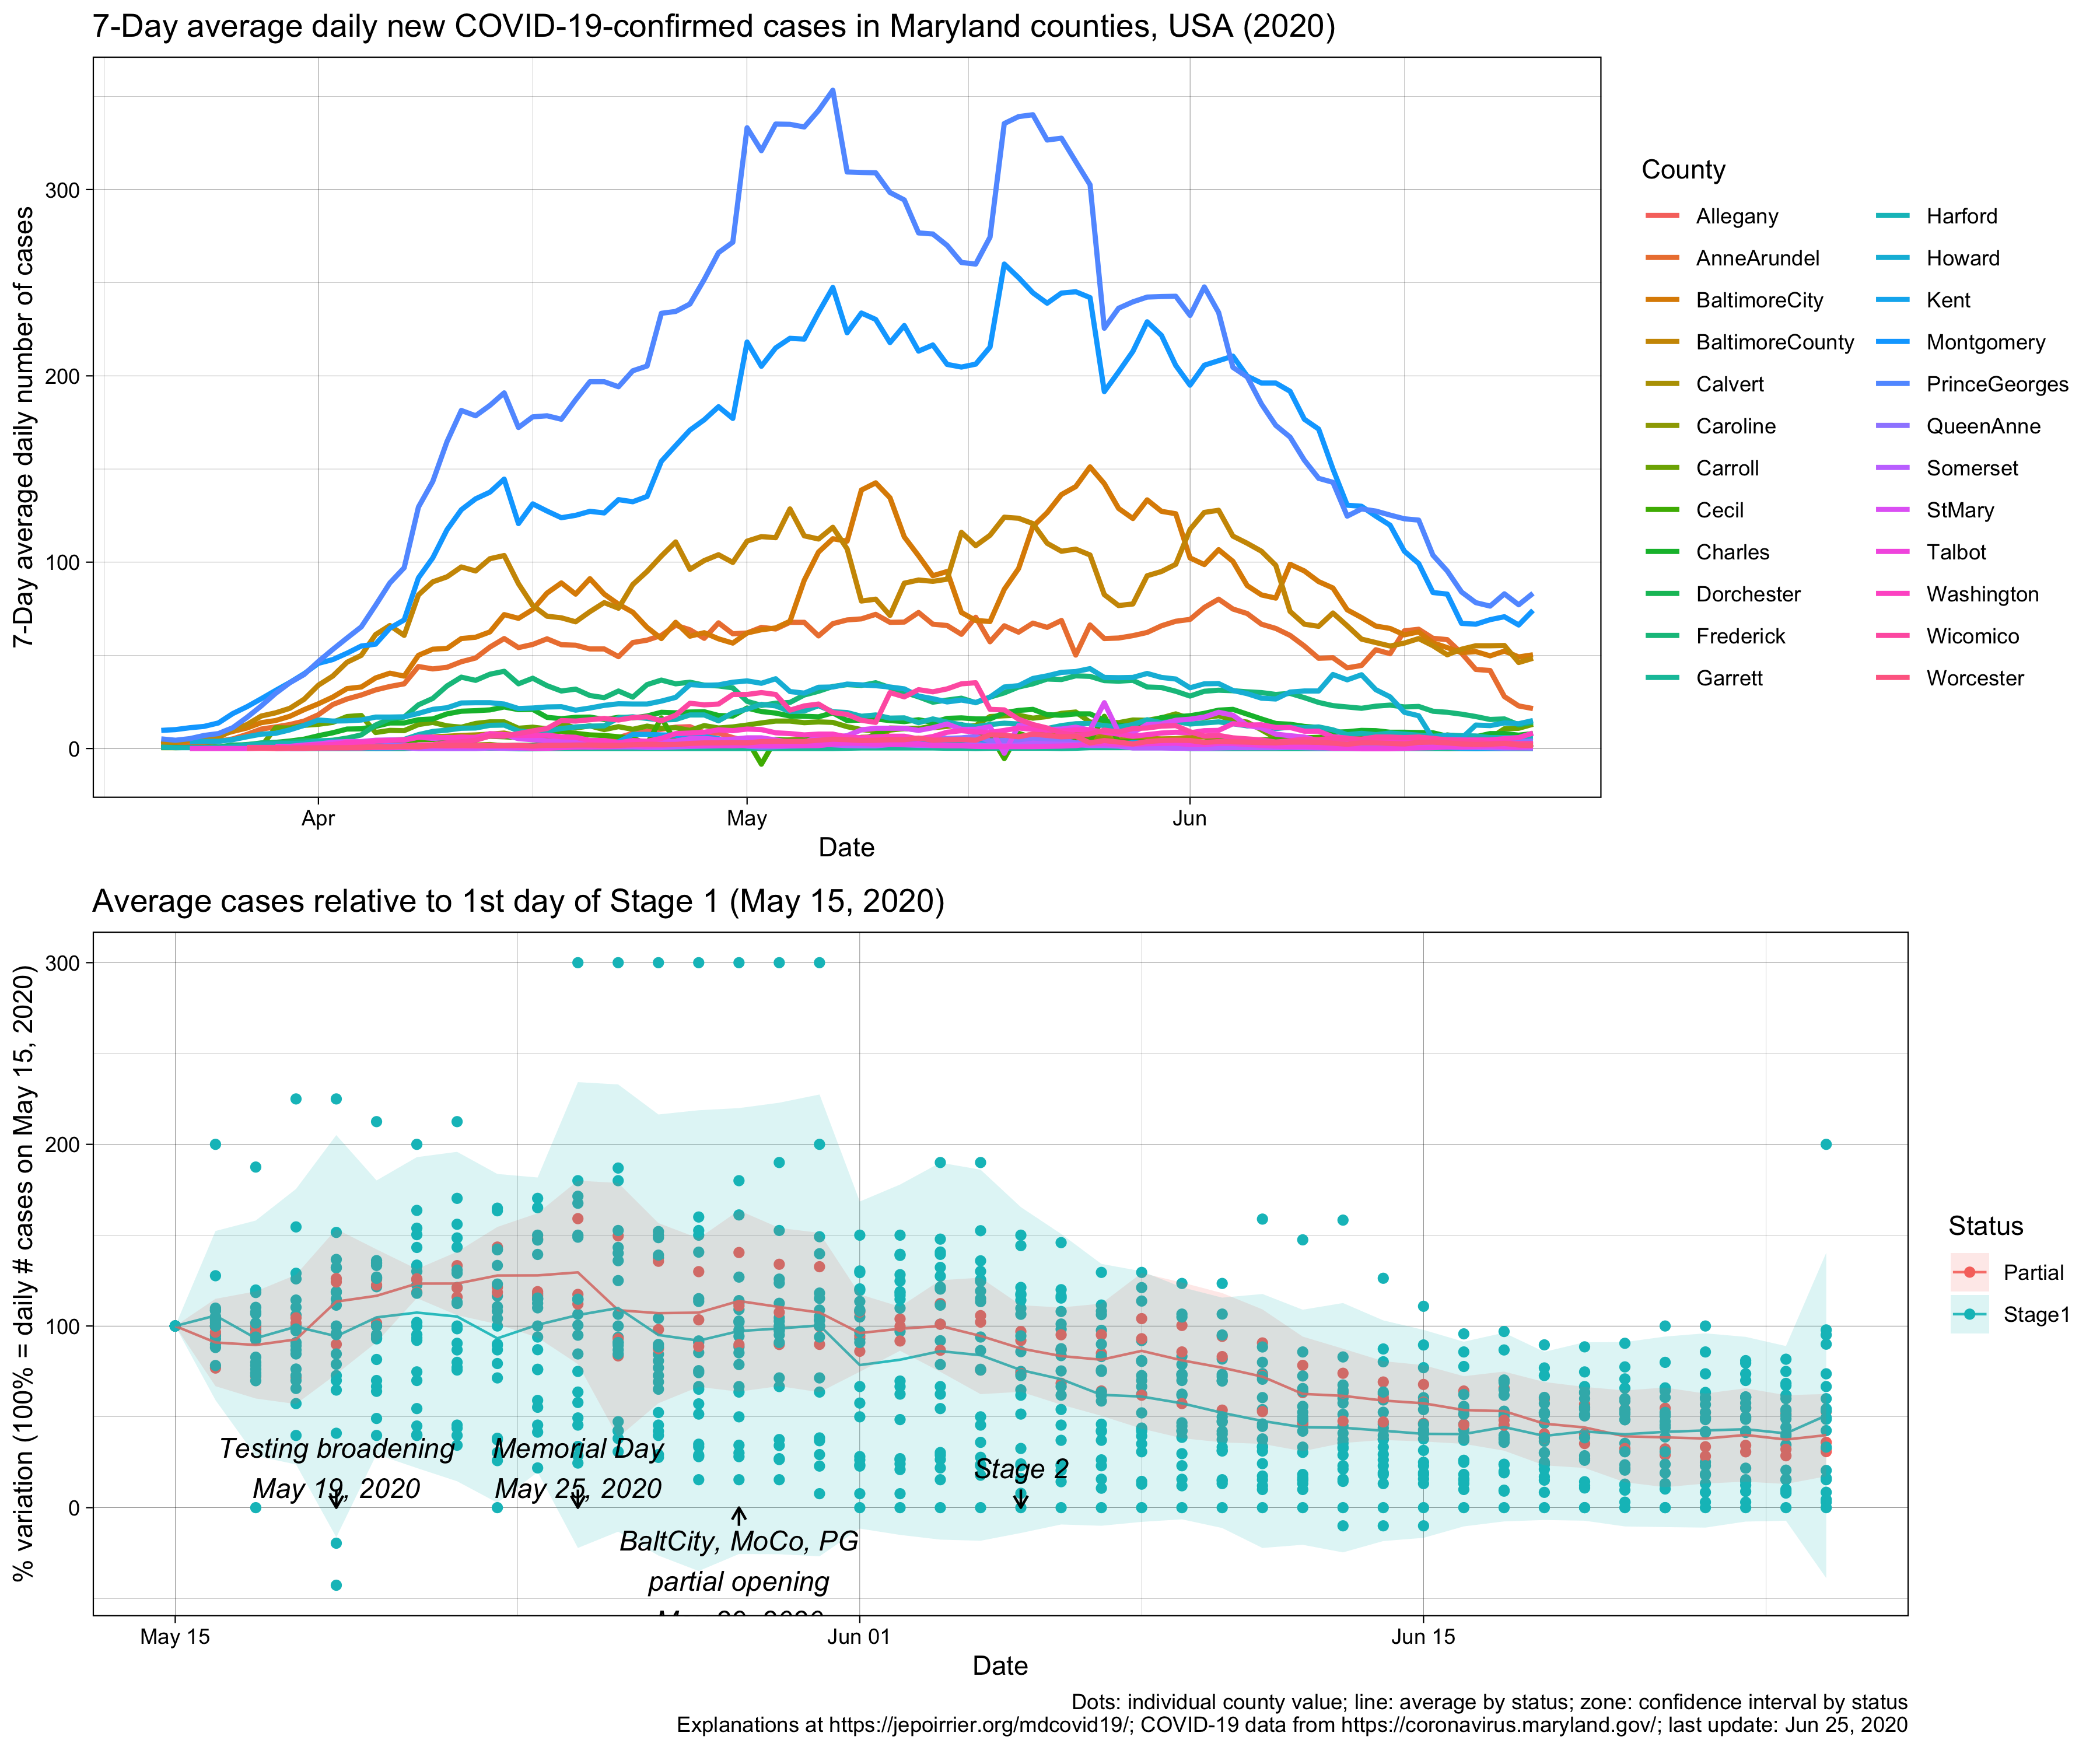 7-Day average daily new COVID-19-confirmed cases in Maryland counties, USA (2020)
7-Day average daily number of cases
300
200
100
0
Apr
May
Jun
Date
County
Allegany
AnneArundel
BaltimoreCity
BaltimoreCounty
Calvert
Caroline
Carroll
Cecil
Charles
Dorchester
Frederick
Garrett
Harford
Howard
Kent
Montgomery
PrinceGeorges
QueenAnne
Somerset
StMary
Talbot
Washington
Wicomico
Worcester
Average cases relative to 1st day of Stage 1 (May 15, 2020)
% variation (100% = daily # cases on May 15, 2020)
300
200
100
0
Testing broadening
May 19, 2020
Memorial Day
May 25, 2020
BaltCity, MoCo, PG
partial opening
Stage 2
May 15
Jun 01
Jun 15
Date
Status
Partial
Stage1
Dots: individual county value; line: average by status; zone: confidence interval by status
Explanations at https://jepoirrier.org/mdcovid19/; COVID-19 data from https://coronavirus.maryland.gov/; last update: Jun 25, 2020